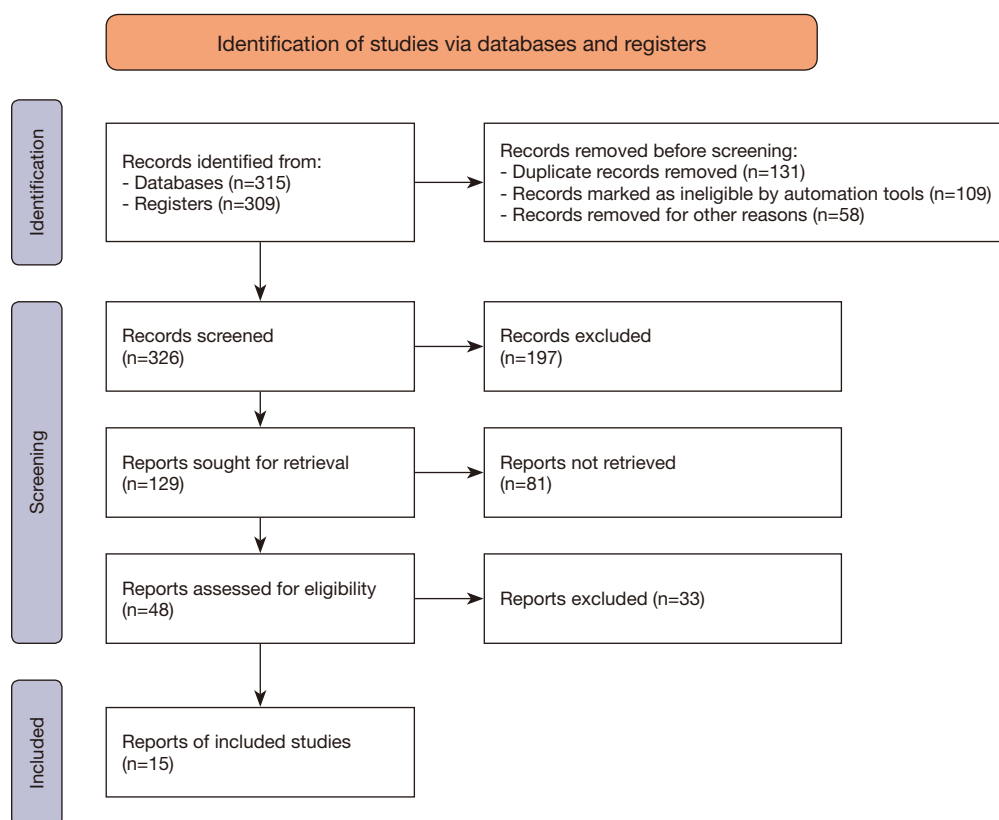 Identification of studies via databases and registers
Identification
Records identified from:
- Databases (n=315)
- Registers (n=309)
Records removed before screening:
- Duplicate records removed (n=131)
- Records marked as ineligible by automation tools (n=109)
- Records removed for other reasons (n=58)
Screening
Records screened
(n=326)
Records excluded
(n=197)
Reports sought for retrieval
(n=129)
Reports not retrieved
(n=81)
Reports assessed for eligibility
(n=48)
Reports excluded (n=33)
Included
Reports of included studies
(n=15)